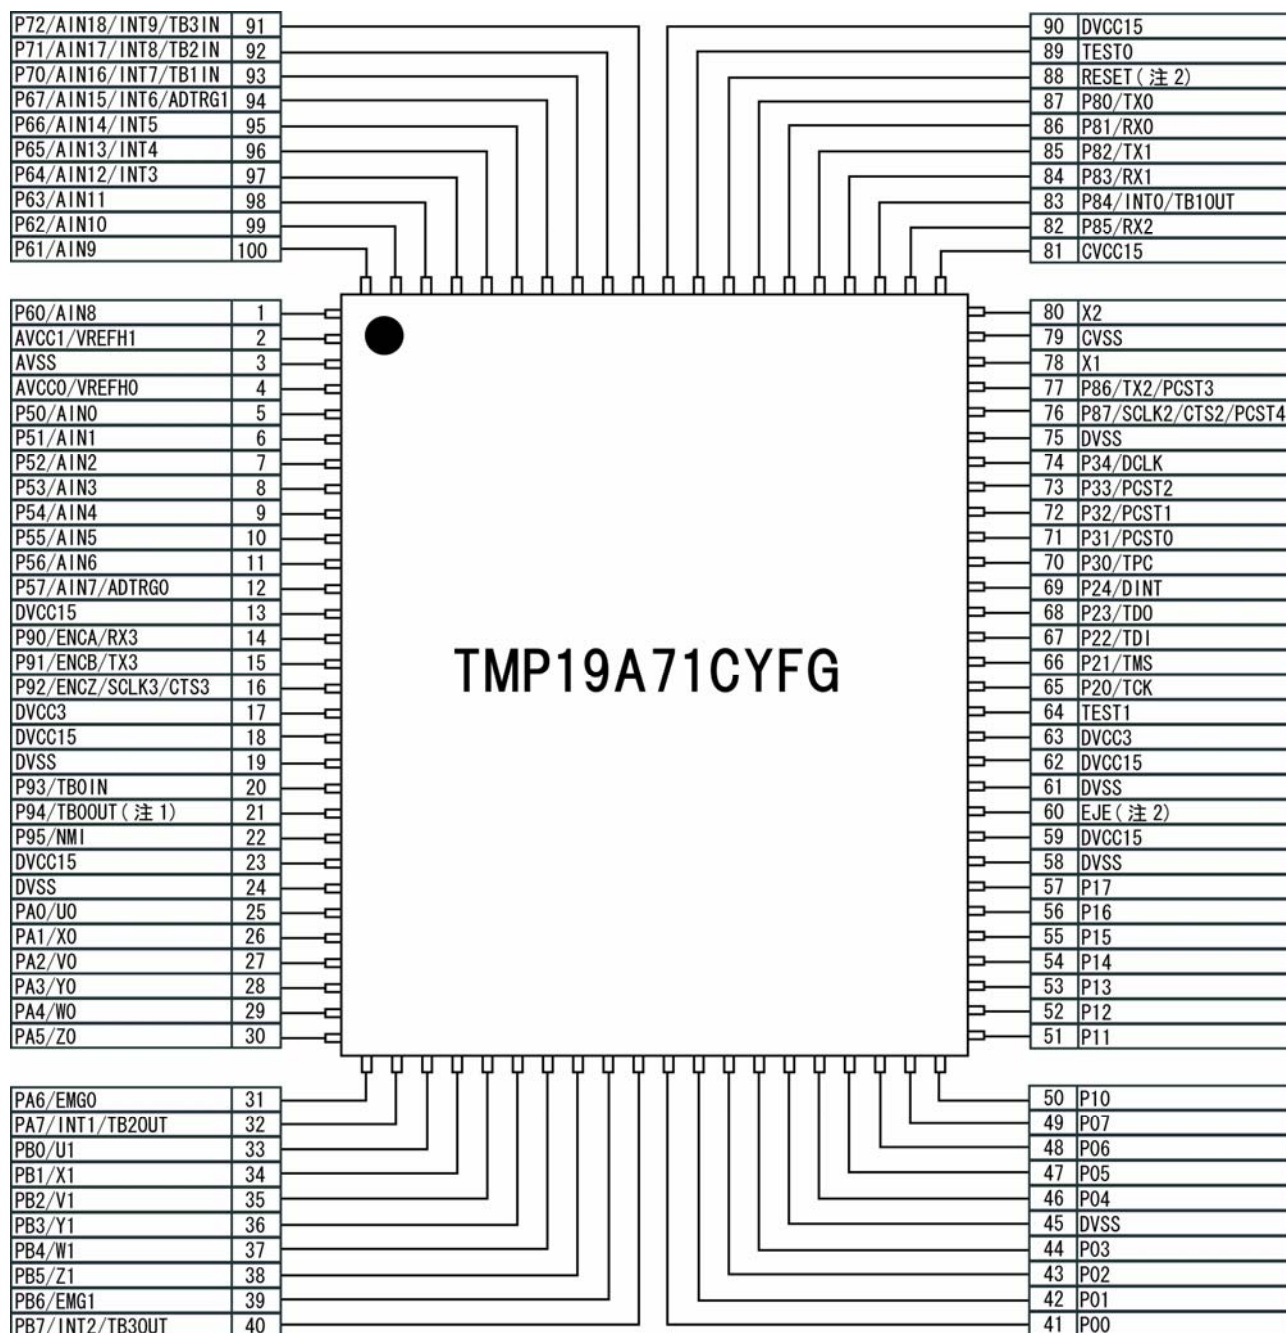 P72/AIN18/INT9/TB3IN 91
P71/AIN17/INT8/TB2IN 92
P70/AIN16/INT7/TB1IN 93
P67/AIN15/INT6/ADTRG1 94
P66/AIN14/INT5 95
P65/AIN13/INT4 96
P64/AIN12/INT3 97
P63/AIN11 98
P62/AIN10 99
P61/AIN9 100
90 DVCC15
89 TEST0
88 RESET(注2)
87 P80/TX0
86 P81/RX0
85 P82/TX1
84 P83/RX1
83 P84/INT0/TB1OUT
82 P85/RX2
81 CVCC15
P60/AIN8 1
AVCC1/VREFH1 2
AVSS 3
AVCC0/VREFH0 4
P50/AIN0 5
P51/AIN1 6
P52/AIN2 7
P53/AIN3 8
P54/AIN4 9
P55/AIN5 10
P56/AIN6 11
P57/AIN7/ADTRG0 12
DVCC15 13
P90/ENCA/RX3 14
P91/ENCB/TX3 15
P92/ENCZ/SCLK3/CTS3 16
DVCC3 17
DVCC15 18
DVSS 19
P93/TB0IN 20
P94/TB0OUT(注1) 21
P95/NMI 22
DVCC15 23
DVSS 24
PA0/U0 25
PA1/X0 26
PA2/V0 27
PA3/Y0 28
PA4/W0 29
PA5/Z0 30
TMP19A71CYFG
80 X2
79 CVSS
78 X1
77 P86/TX2/PCST3
76 P87/SCLK2/CTS2/PCST4
75 DVSS
74 P34/DCLK
73 P33/PCST2
72 P32/PCST1
71 P31/PCST0
70 P30/TPC
69 P24/DINT
68 P23/TDO
67 P22/TDI
66 P21/TMS
65 P20/TCK
64 TEST1
63 DVCC3
62 DVCC15
61 DVSS
60 EJE(注2)
59 DVCC15
58 DVSS
57 P17
56 P16
55 P15
54 P14
53 P13
52 P12
51 P11
PA6/EMG0 31
PA7/INT1/TB2OUT 32
PB0/U1 33
PB1/X1 34
PB2/V1 35
PB3/Y1 36
PB4/W1 37
PB5/Z1 38
PB6/EMG1 39
PB7/INT2/TB3OUT 40
50 P10
49 P07
48 P06
47 P05
46 P04
45 DVSS
44 P03
43 P02
42 P01
41 P00